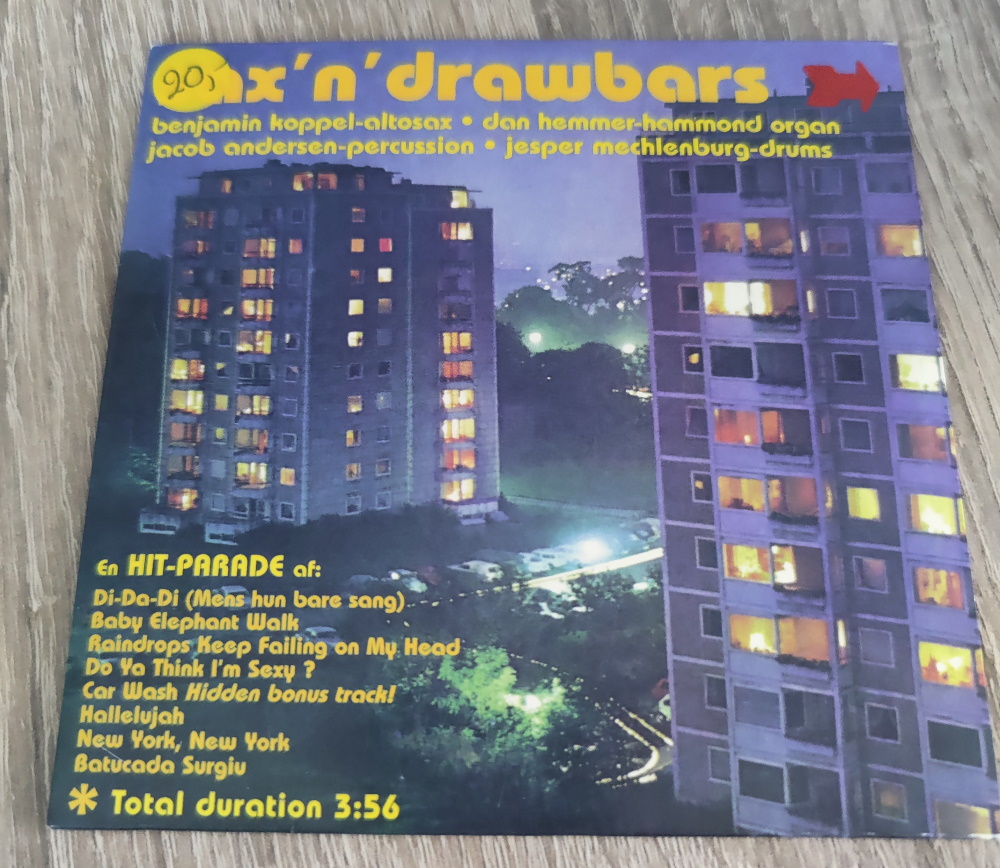 20,-
'n'drawbars
benjamin koppel-altosax • dan hemmer-hammond organ
jacob andersen-percussion • jesper mechlenburg-drums
En HIT-PARADE af:
Di-Da-Di (Mens hun bare sang)
Baby Elephant Walk
Raindrops Keep Failing on My Head
Do Ya Think I'm Sexy ?
Car Wash Hidden bonus track!
Hallelujah
New York, New York
Batucada Surgiu
* Total duration 3:56